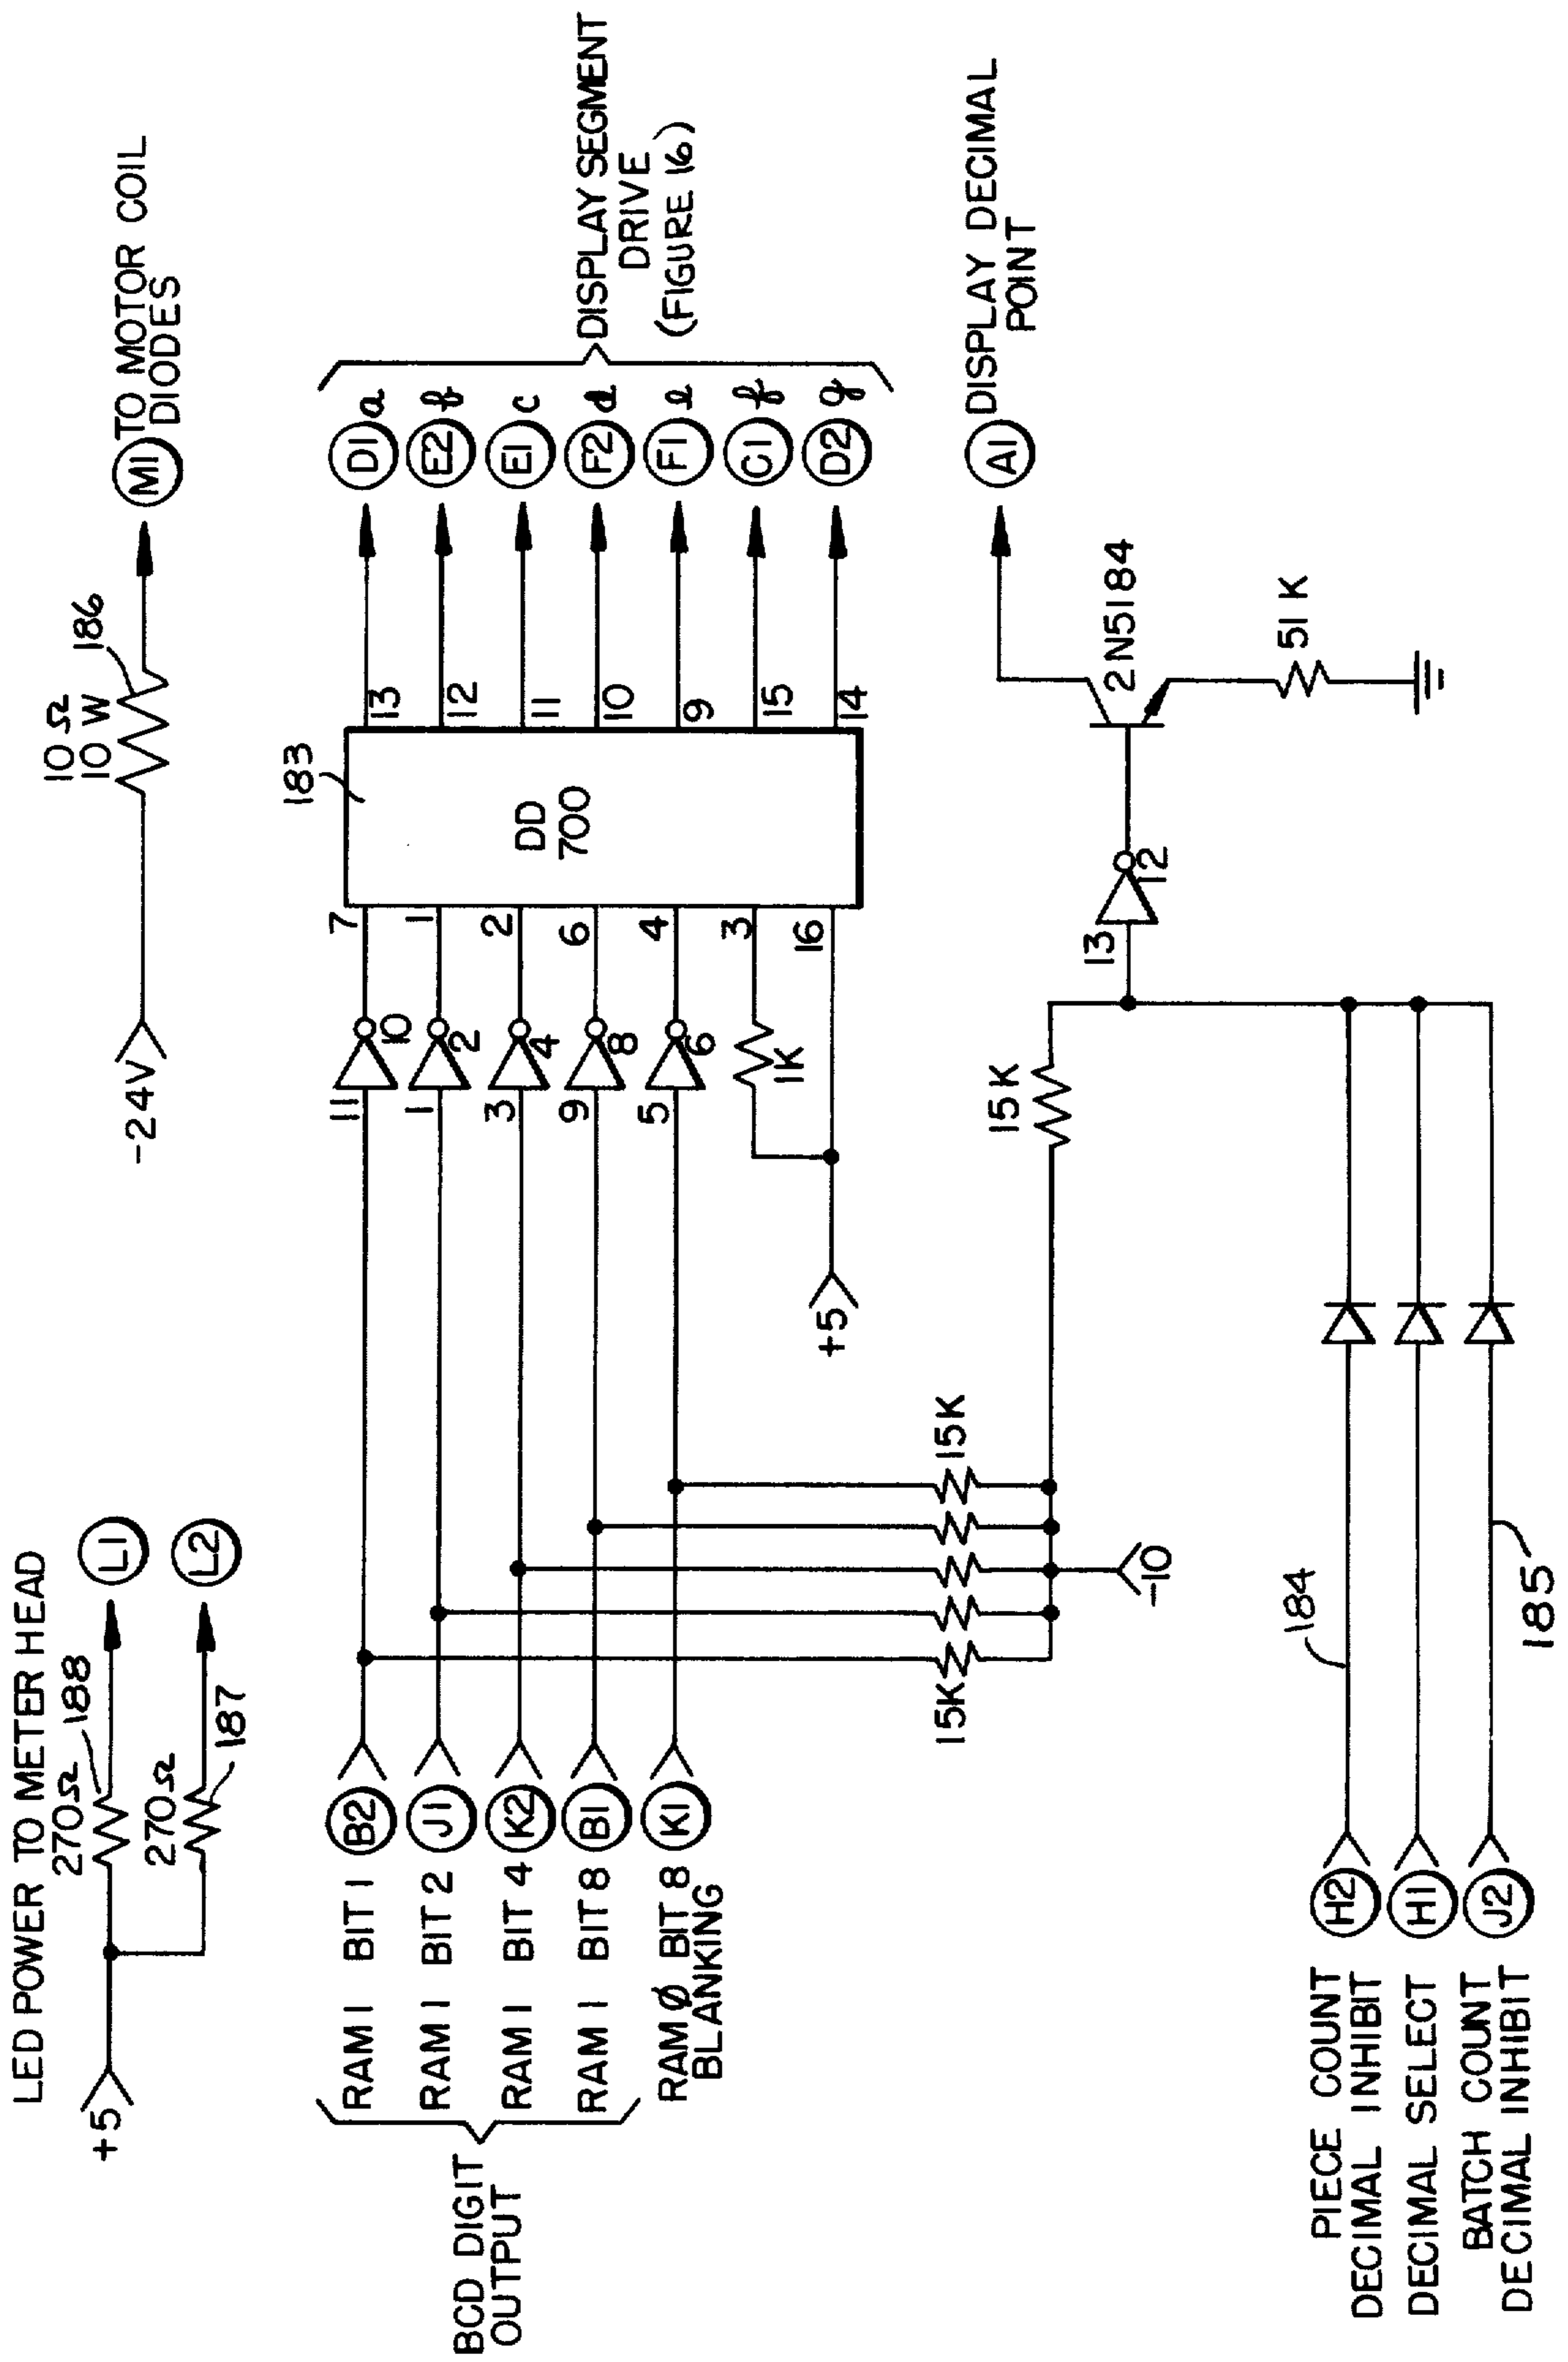 LED POWER TO METER HEAD
+5
270Ω
188
L1
270Ω
187
L2
-24V
10Ω
10 W
186
M1
TO MOTOR COIL
DIODES
BCD DIGIT
OUTPUT
RAM 1 BIT 1
B2
11
10
7
RAM 1 BIT 2
J1
1
2
1
RAM 1 BIT 4
K2
3
4
2
RAM 1 BIT 8
B1
9
8
6
RAM Ø BIT 8
BLANKING
K1
5
6
4
1K
3
+5
16
183
DD
700
13
D1
a
12
E2
11
E1
c
10
F2
d
9
F1
e
15
C1
f
14
D2
g
DISPLAY SEGMENT
DRIVE
(FIGURE 16)
15K
15K
-10
15K
13
12
2N5184
51K
A1
DISPLAY DECIMAL
POINT
PIECE COUNT
DECIMAL INHIBIT
H2
184
DECIMAL SELECT
H1
BATCH COUNT
DECIMAL INHIBIT
J2
185